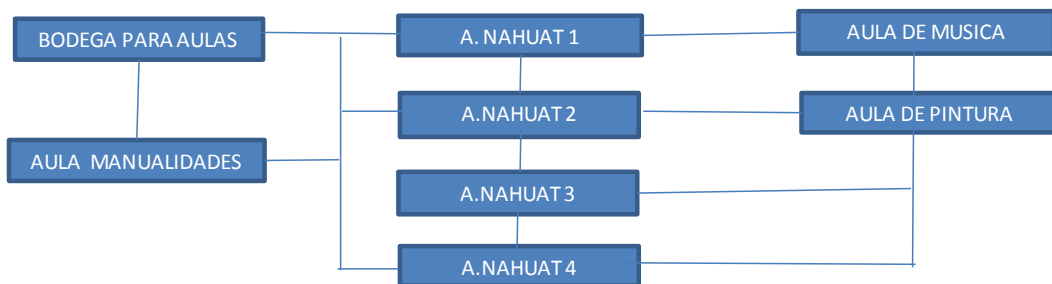 BODEGA PARA AULAS
A. NAHUAT 1
AULA DE MUSICA
A.NAHUAT 2
AULA DE PINTURA
AULA MANUALIDADES
A.NAHUAT 3
A.NAHUAT 4